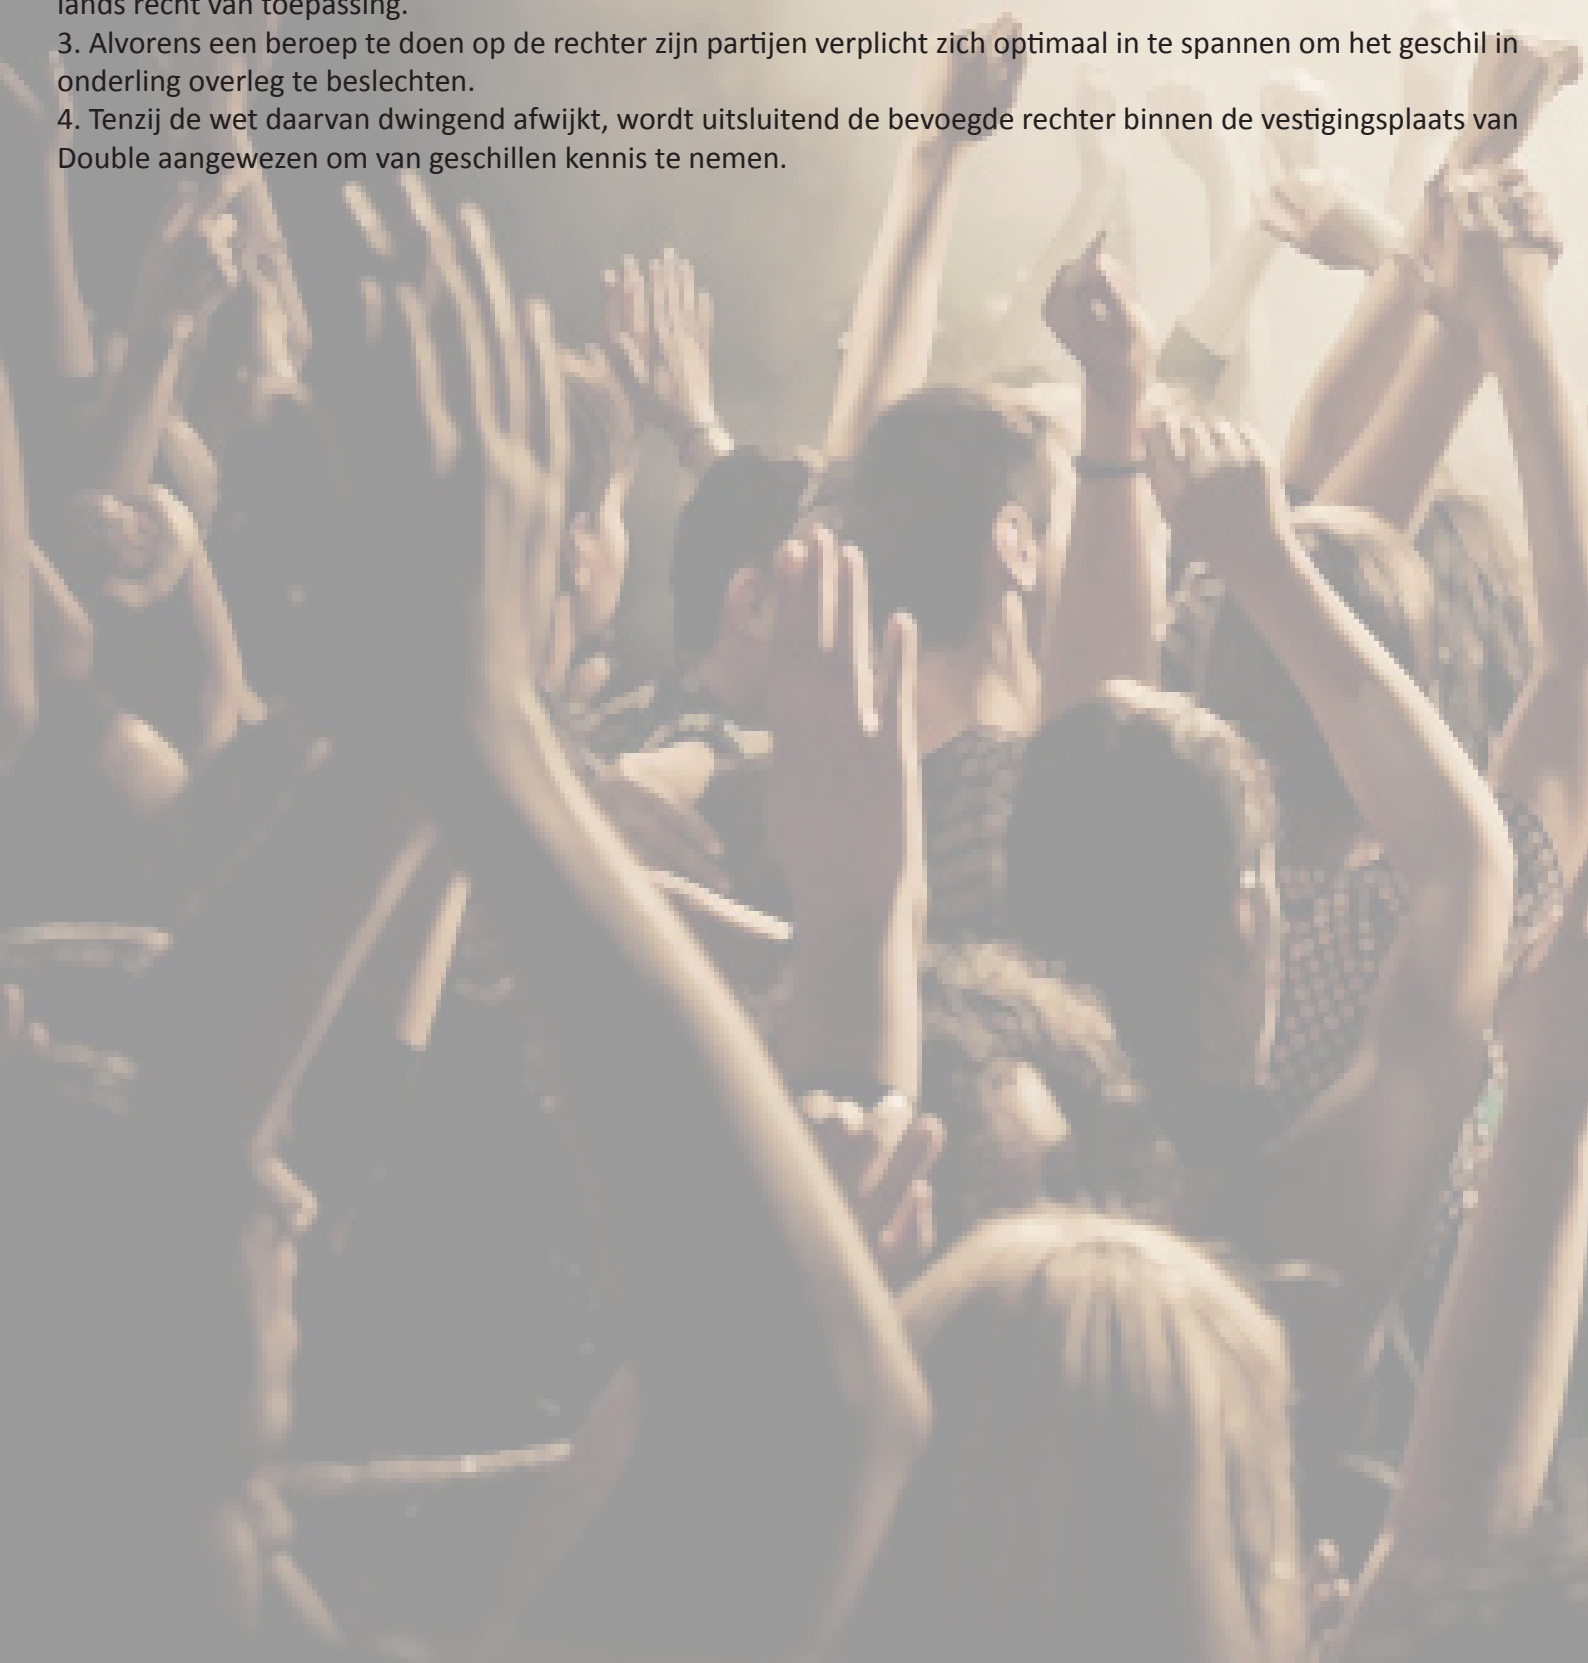 lands recht van toepassing.
3. Alvorens een beroep te doen op de rechter zijn partijen verplicht zich optimaal in te spannen om het geschil in
onderling overleg te beslechten.
4. Tenzij de wet daarvan dwingend afwijkt, wordt uitsluitend de bevoegde rechter binnen de vestigingsplaats van
Double aangewezen om van geschillen kennis te nemen.